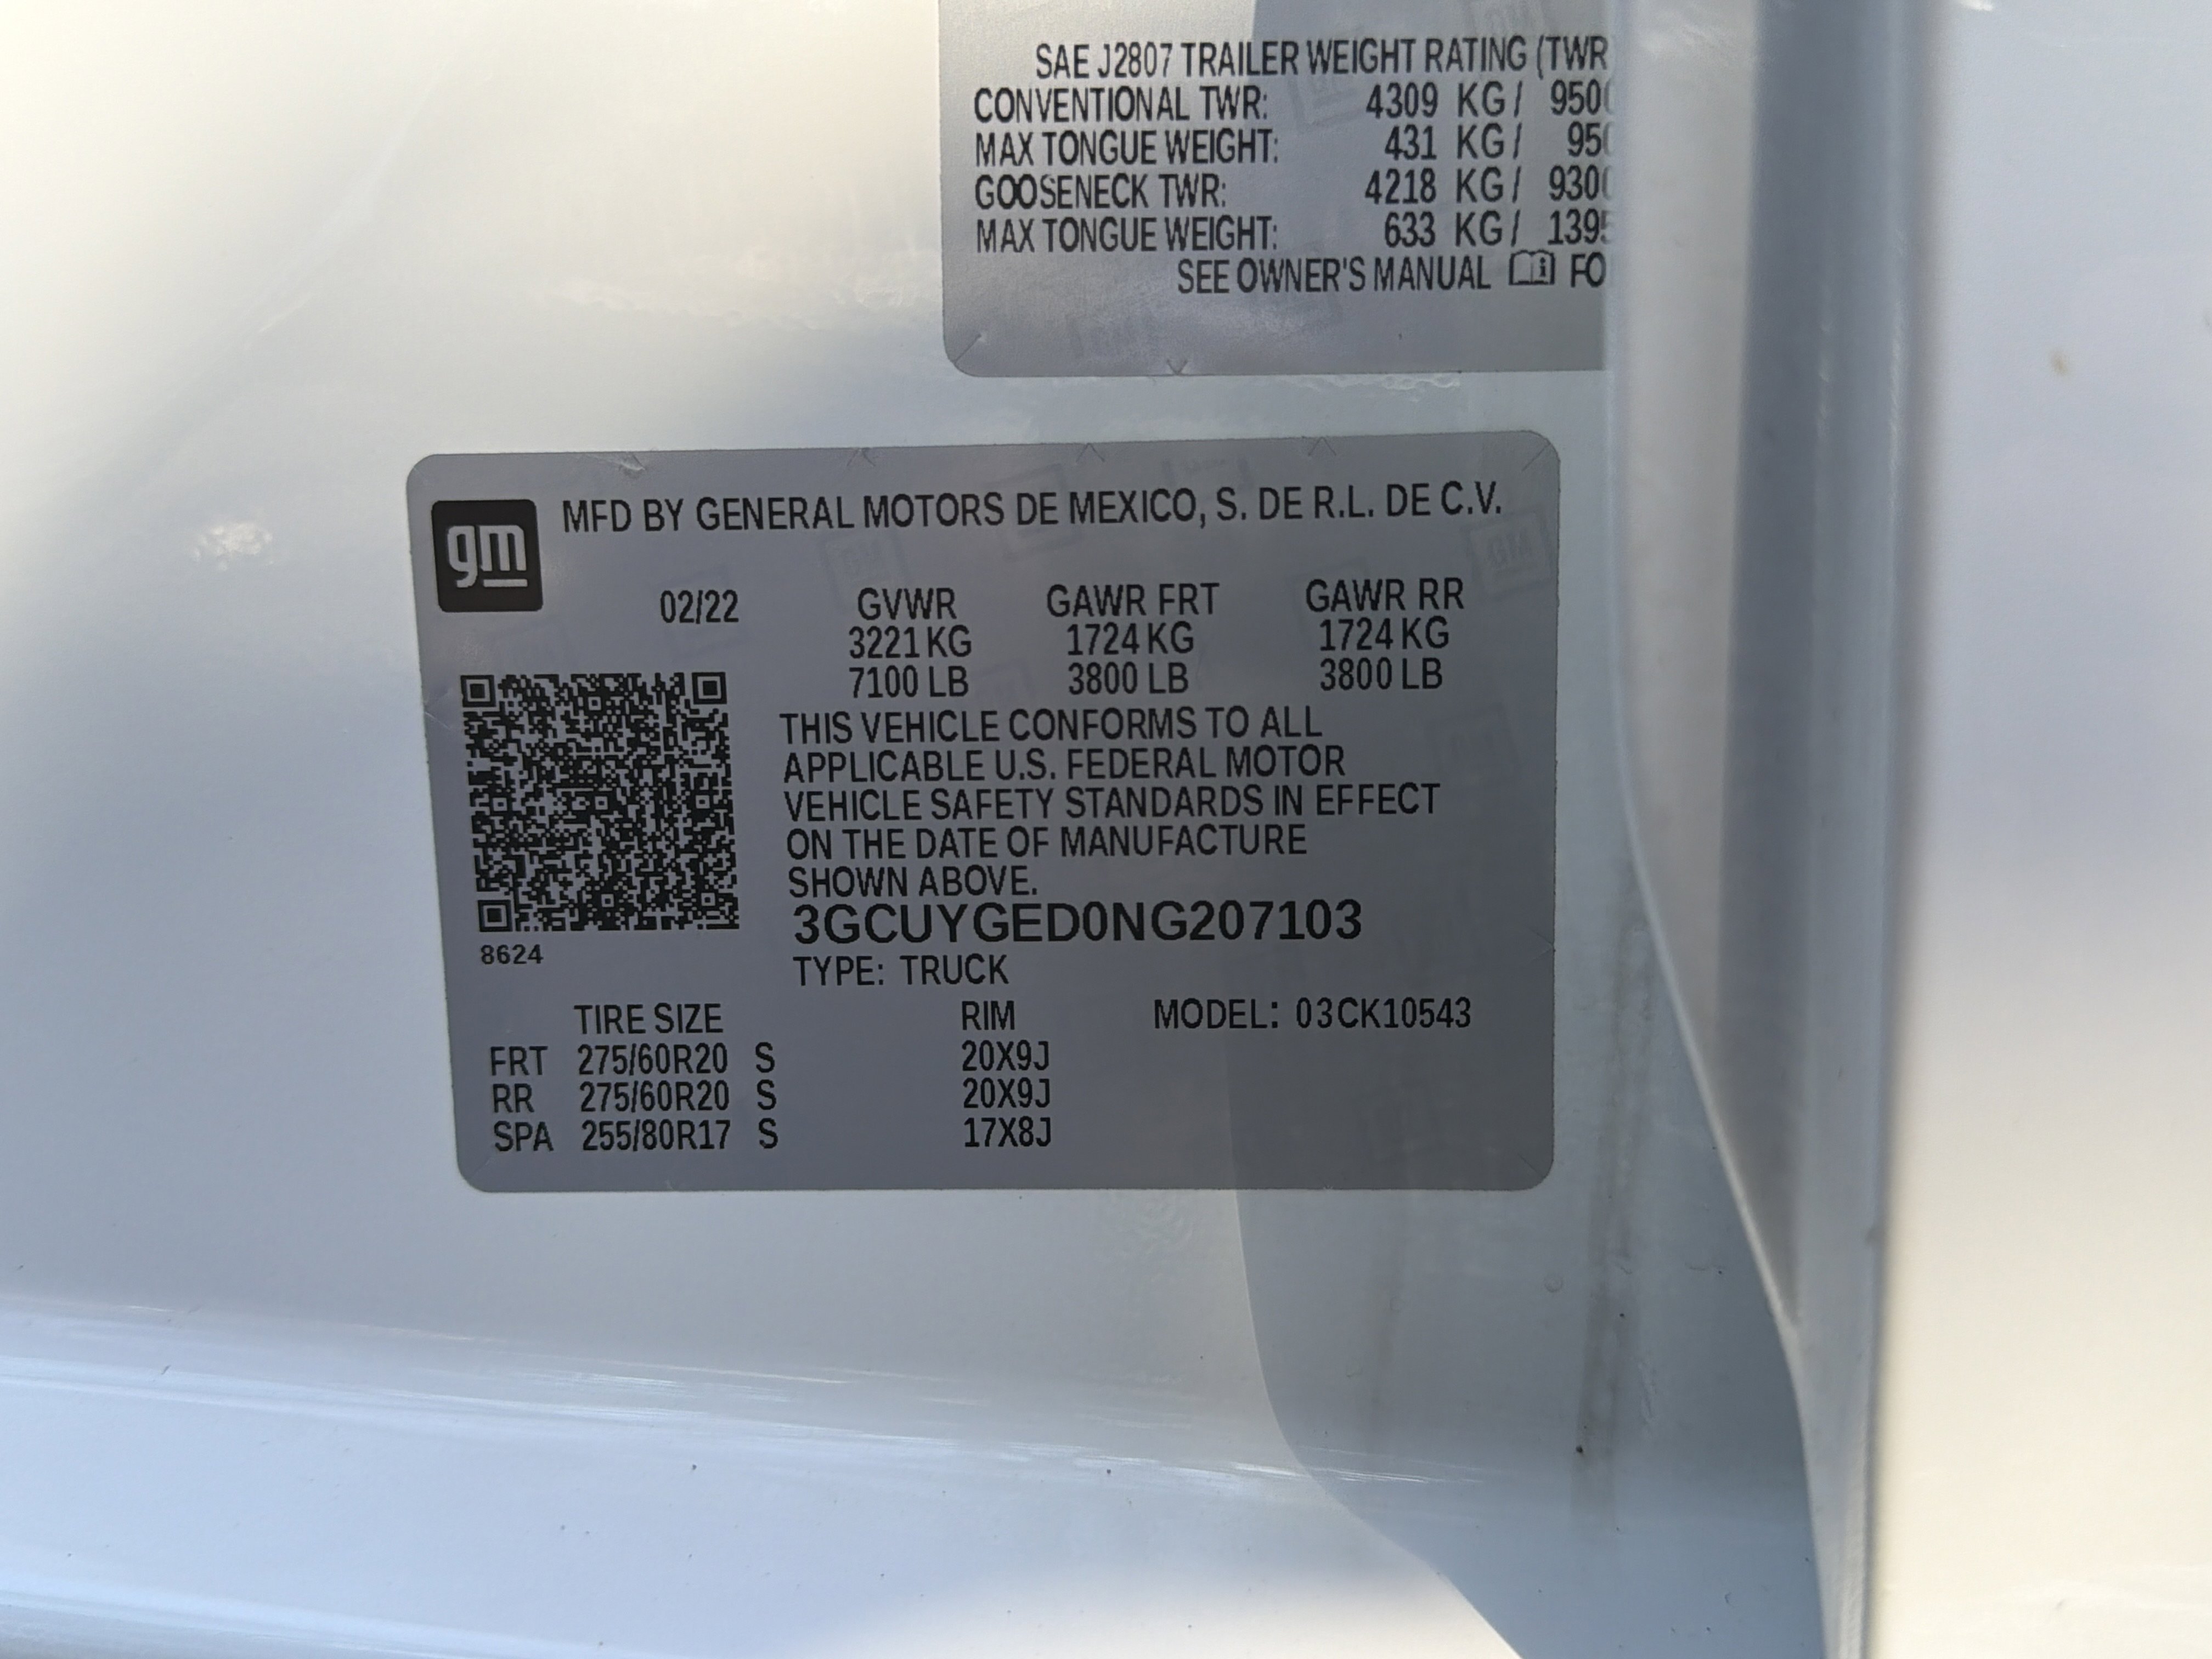 SAE J2807 TRAILER WEIGHT RATING (TWR
CONVENTIONAL TWR: 4309 KG / 950
MAX TONGUE WEIGHT: 431 KG / 95
GOOSENECK TWR: 4218 KG / 930
MAX TONGUE WEIGHT: 633 KG / 1395
SEE OWNER'S MANUAL FO
gm
MFD BY GENERAL MOTORS DE MEXICO, S. DE R.L. DE C.V.
02/22 GVWR GAWR FRT GAWR RR
3221 KG 1724 KG 1724 KG
7100 LB 3800 LB 3800 LB
THIS VEHICLE CONFORMS TO ALL
APPLICABLE U.S. FEDERAL MOTOR
VEHICLE SAFETY STANDARDS IN EFFECT
ON THE DATE OF MANUFACTURE
SHOWN ABOVE.
3GCUYGED0NG207103
8624
TYPE: TRUCK
TIRE SIZE RIM MODEL: 03CK10543
FRT 275/60R20 S 20X9J
RR 275/60R20 S 20X9J
SPA 255/80R17 S 17X8J